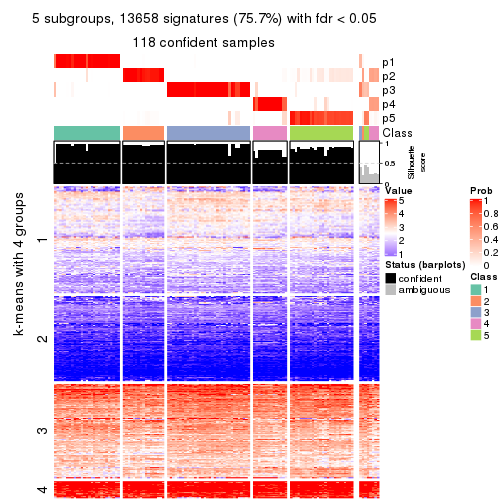 5 subgroups, 13658 signatures (75.7%) with fdr < 0.05
118 confident samples
p1
p2
p3
p4
p5
Class
1
0.5
0
Silhouette
score
k-means with 4 groups
1
2
3
4
Value
5
4
3
2
1
Status (barplots)
confident
ambiguous
Prob
1
0.8
0.6
0.4
0.2
0
Class
1
2
3
4
5